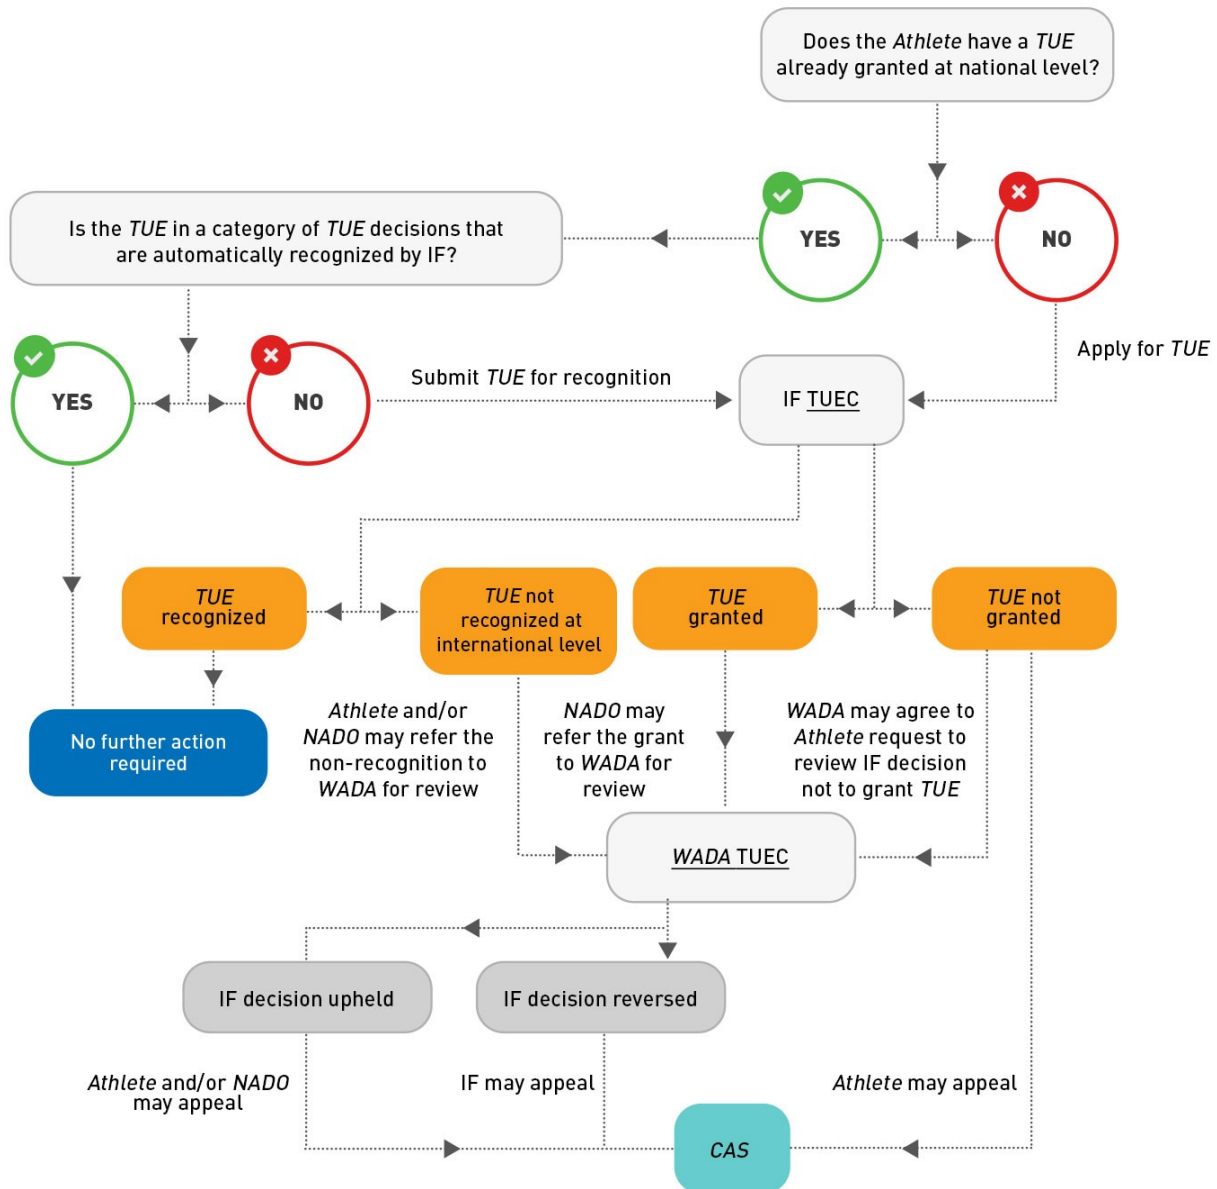 Does the Athlete have a TUE
already granted at national level?
YES
NO
Is the TUE in a category of TUE decisions that
are automatically recognized by IF?
YES
NO
Submit TUE for recognition
Apply for TUE
IF TUEC
TUE
recognized
TUE not
recognized at
international level
TUE
granted
TUE not
granted
No further action
required
Athlete and/or
NADO may refer the
non-recognition to
WADA for review
NADO may
refer the grant
to WADA for
review
WADA may agree to
Athlete request to
review IF decision
not to grant TUE
WADA TUEC
IF decision upheld
IF decision reversed
Athlete and/or NADO
may appeal
IF may appeal
Athlete may appeal
CAS